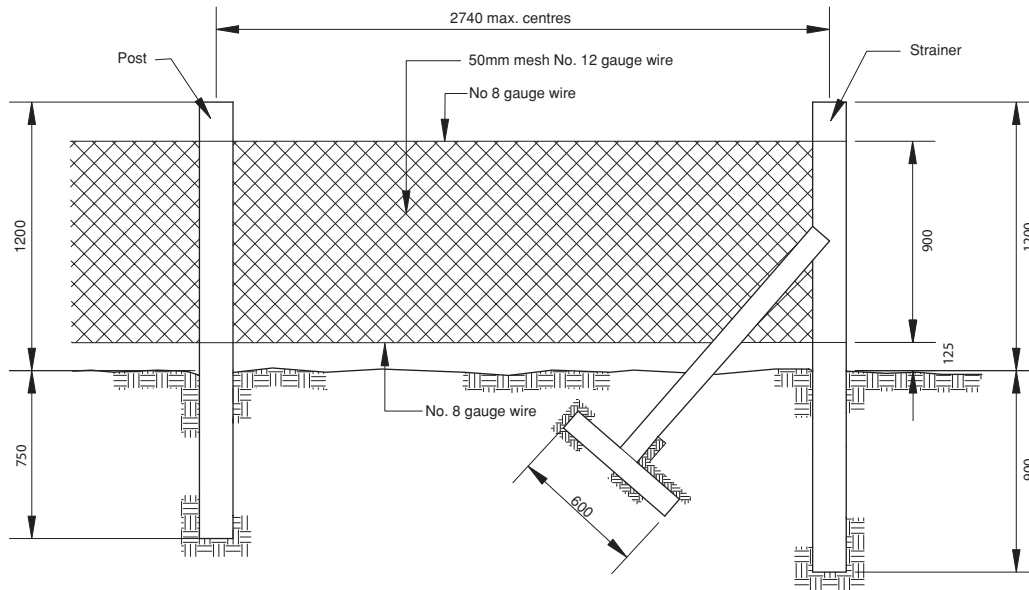 2740 max. centres
Post
Strainer
50mm mesh No. 12 gauge wire
No 8 gauge wire
1200
900
1200
125
No. 8 gauge wire
750
600
900